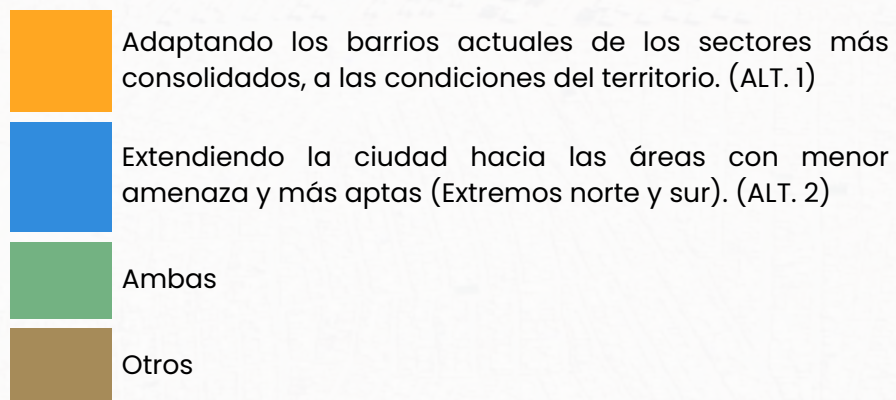 Adaptando los barrios actuales de los sectores más
consolidados, a las condiciones del territorio. (ALT. 1)
Extendiendo la ciudad hacia las áreas con menor
amenaza y más aptas (Extremos norte y sur). (ALT. 2)
Ambas
Otros